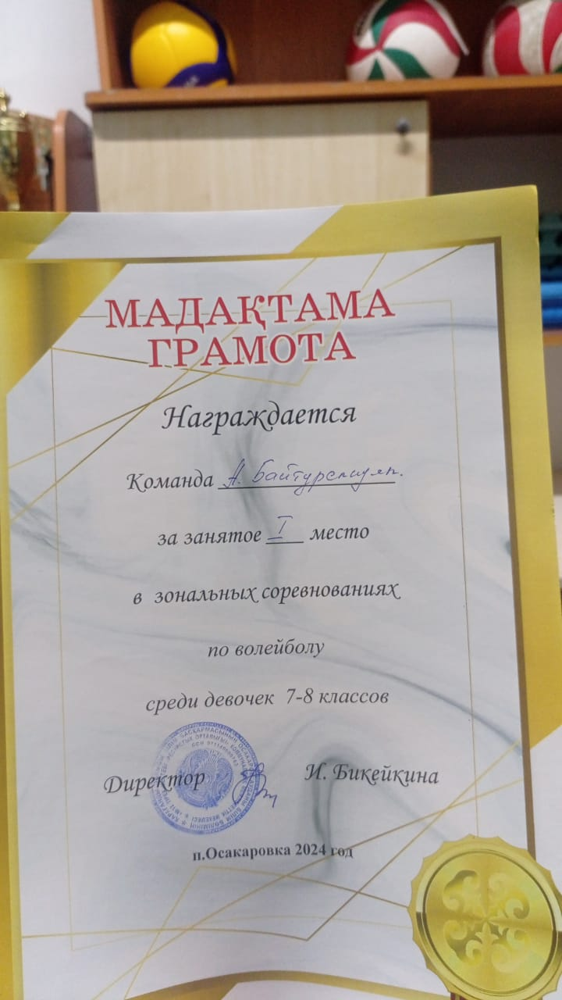 МАДАҚТАМА
ГРАМОТА
Награждается
Команда А. Байтурсынұлы.
за занятое I место
в зональных соревнованиях
по волейболу
среди девочек 7-8 классов
Директор И. Бикейкина
п.Осакаровка 2024 год